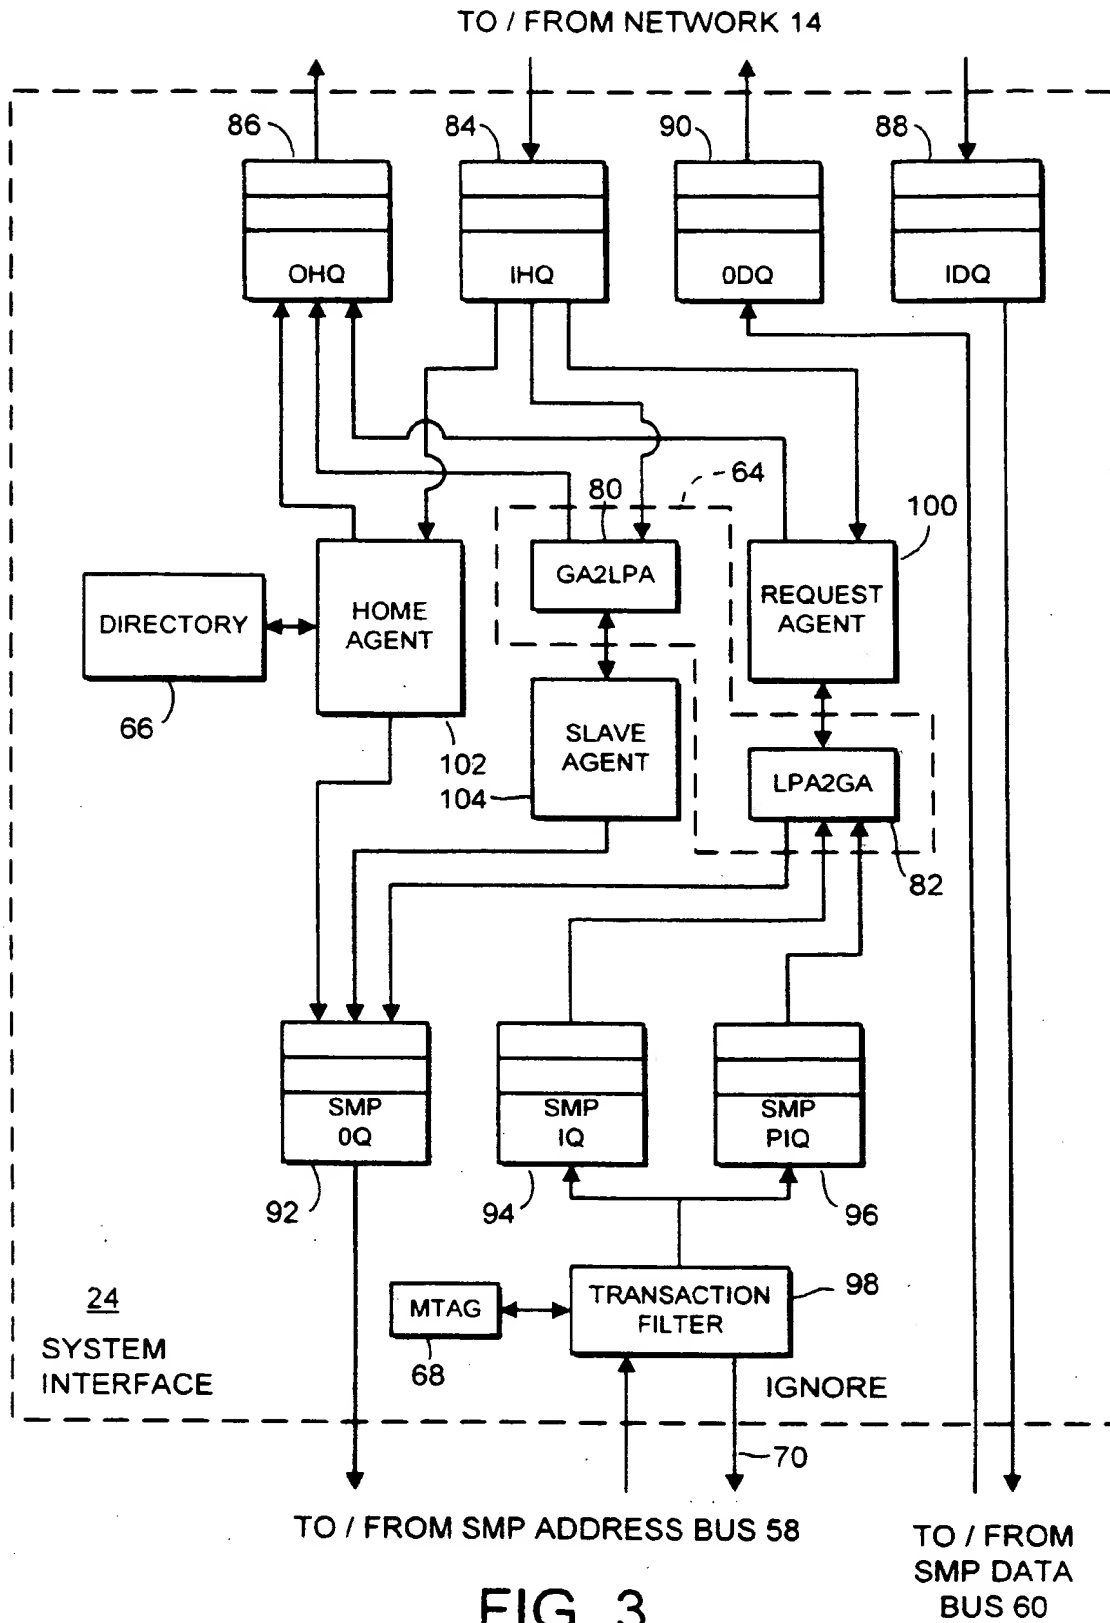 TO / FROM NETWORK 14
86
84
90
88
OHQ
IHQ
0DQ
IDQ
64
80
100
GA2LPA
REQUEST
AGENT
DIRECTORY
HOME
AGENT
66
102
SLAVE
AGENT
104
LPA2GA
82
SMP
0Q
SMP
IQ
SMP
PIQ
92
94
96
98
24
MTAG
TRANSACTION
FILTER
SYSTEM
INTERFACE
68
IGNORE
70
TO / FROM SMP ADDRESS BUS 58
TO / FROM
SMP DATA
BUS 60
FIG. 3